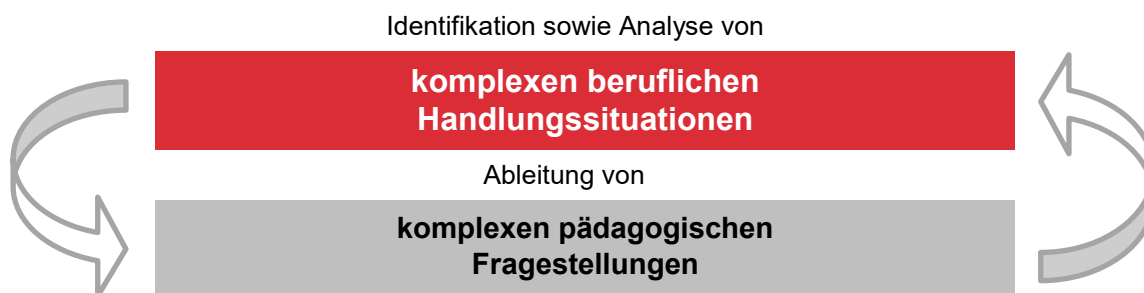 Identifikation sowie Analyse von
komplexen beruflichen
Handlungssituationen
Ableitung von
komplexen pädagogischen
Fragestellungen